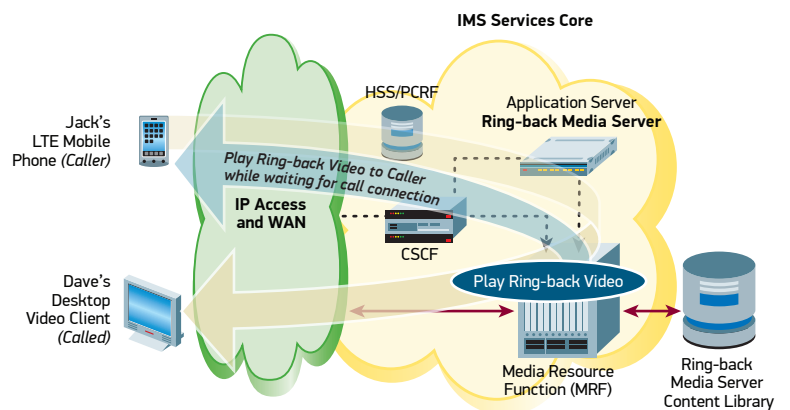 IMS Services Core
HSS/PCRF
Application Server
Ring-back Media Server
Jack's
LTE Mobile
Phone (Caller)
Play Ring-back Video to Caller
while waiting for call connection
IP Access
and WAN
CSCF
Dave's
Desktop
Video Client
(Called)
Play Ring-back Video
Media Resource
Function (MRF)
Ring-back
Media Server
Content Library